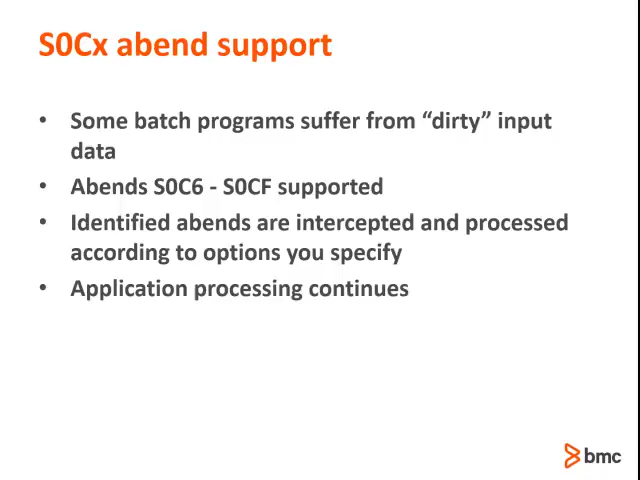 S0Cx abend support
• Some batch programs suffer from “dirty” input
data
• Abends S0C6 - S0CF supported
• Identified abends are intercepted and processed
according to options you specify
• Application processing continues
bmc